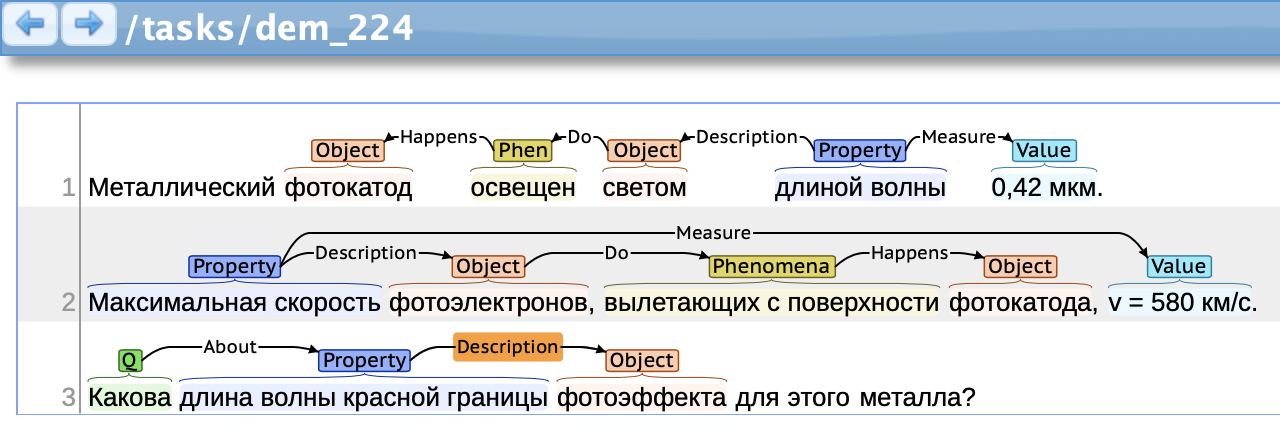 /tasks/dem_224
Happens Do Description Measure
Object Phen Object Property Value
1 Металлический фотокатод освещен светом длиной волны 0,42 мкм.
Measure
Description Do Happens
Property Object Phenomena Object Value
2 Максимальная скорость фотоэлектронов, вылетающих с поверхности фотокатода, v = 580 км/с.
About Description
Q Property Object
3 Какова длина волны красной границы фотоэффекта для этого металла?